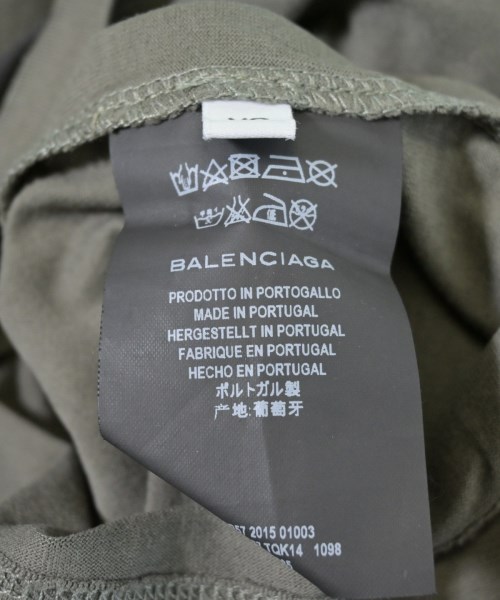 BALENCIAGA
PRODOTTO IN PORTOGALLO
MADE IN PORTUGAL
HERGESTELLT IN PORTUGAL
FABRIQUE EN PORTUGAL
HECHO EN PORTUGAL
ポルトガル製
产地:葡萄牙
2015 01003
TQK14 1098